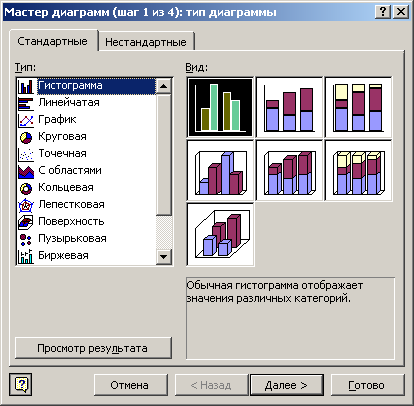 Мастер диаграмм (шаг 1 из 4): тип диаграммы
Стандартные
Нестандартные
Тип:
Гистограмма
Линейчатая
График
Круговая
Точечная
С областями
Кольцевая
Лепестковая
Поверхность
Пузырьковая
Биржевая
Вид:
Обычная гистограмма отображает
значения различных категорий.
Просмотр результата
Отмена
< Назад
Далее >
Готово